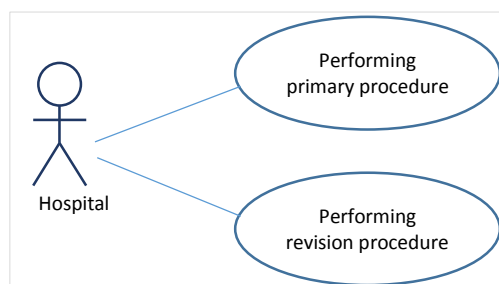 Performing
primary procedure
Hospital
Performing
revision procedure